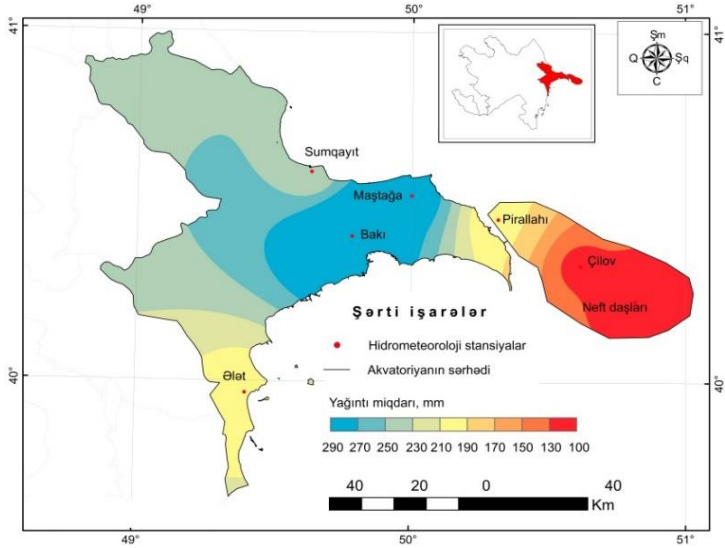 49° 50° 51°
41°
41°
Şm
Q Şq
C
Sumqayıt
Maştağa
Pirallahı
Bakı
Çilov
Neft daşları
Şərti işarələr
Hidrometeoroloji stansiyalar
Akvatoriyanın sərhədi
Ələt
40°
40°
Yağıntı miqdarı, mm
290 270 250 230 210 190 170 150 130 100
40 20 0 40
Km
49° 50° 51°